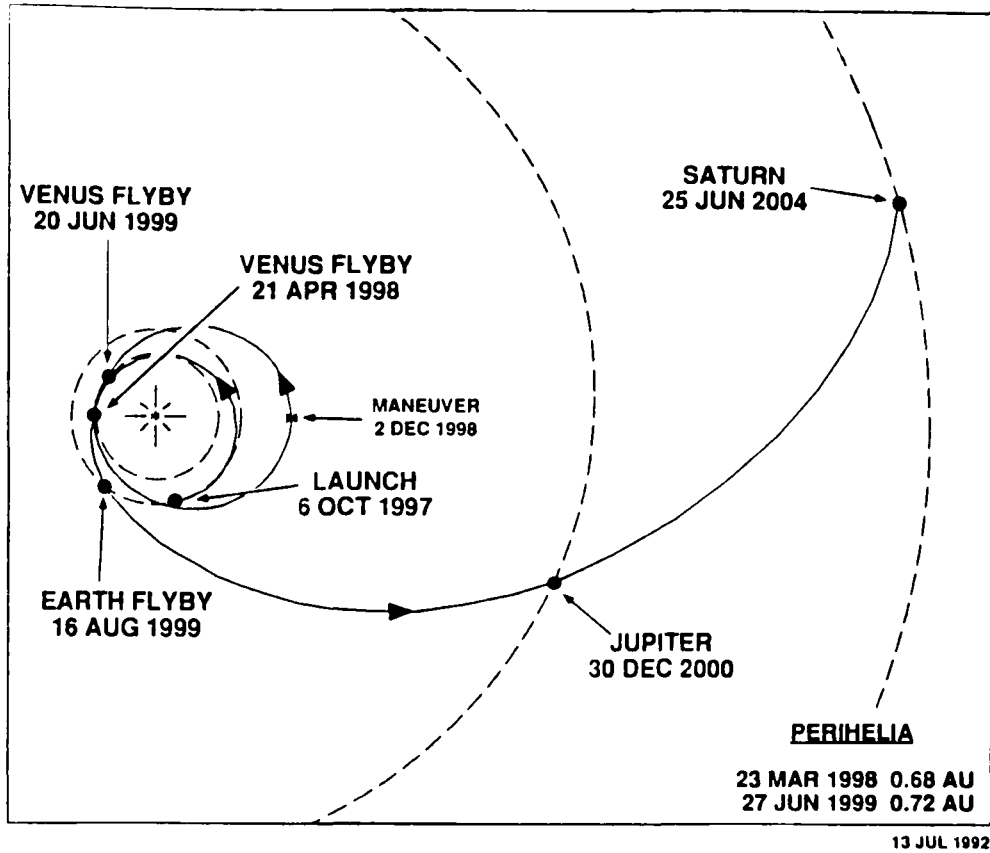 VENUS FLYBY
20 JUN 1999
VENUS FLYBY
21 APR 1998
SATURN
25 JUN 2004
MANEUVER
2 DEC 1998
LAUNCH
6 OCT 1997
EARTH FLYBY
16 AUG 1999
JUPITER
30 DEC 2000
PERIHELIA
23 MAR 1998 0.68 AU
27 JUN 1999 0.72 AU
13 JUL 1992